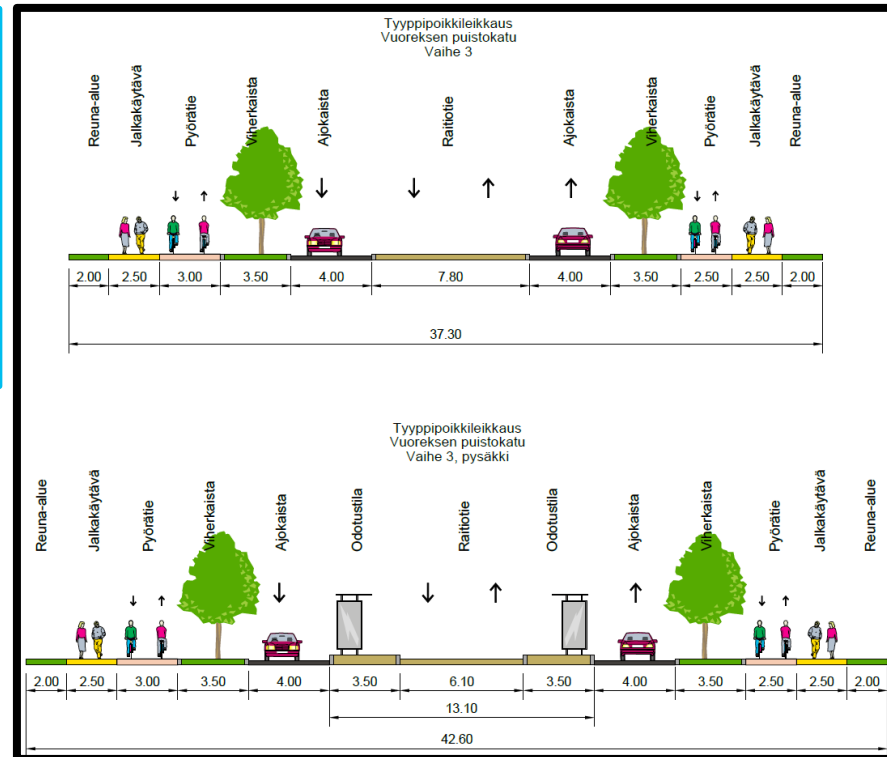 Tyyppipoikkileikkaus
Vuoreksen puistokatu
Vaihe 3
Reuna-alue
Jalkakäytävä
Pyörätie
Viherkaista
Ajokaista
Raitiotie
Ajokaista
Viherkaista
Pyörätie
Jalkakäytävä
Reuna-alue
2.00 2.50 3.00 3.50 4.00 7.80 4.00 3.50 2.50 2.50 2.00
37.30
Tyyppipoikkileikkaus
Vuoreksen puistokatu
Vaihe 3, pysäkki
Reuna-alue
Jalkakäytävä
Pyörätie
Viherkaista
Ajokaista
Odotustila
Raitiotie
Odotustila
Ajokaista
Viherkaista
Pyörätie
Jalkakäytävä
Reuna-alue
2.00 2.50 3.00 3.50 4.00 3.50 6.10 3.50 4.00 3.50 2.50 2.50 2.00
13.10
42.60